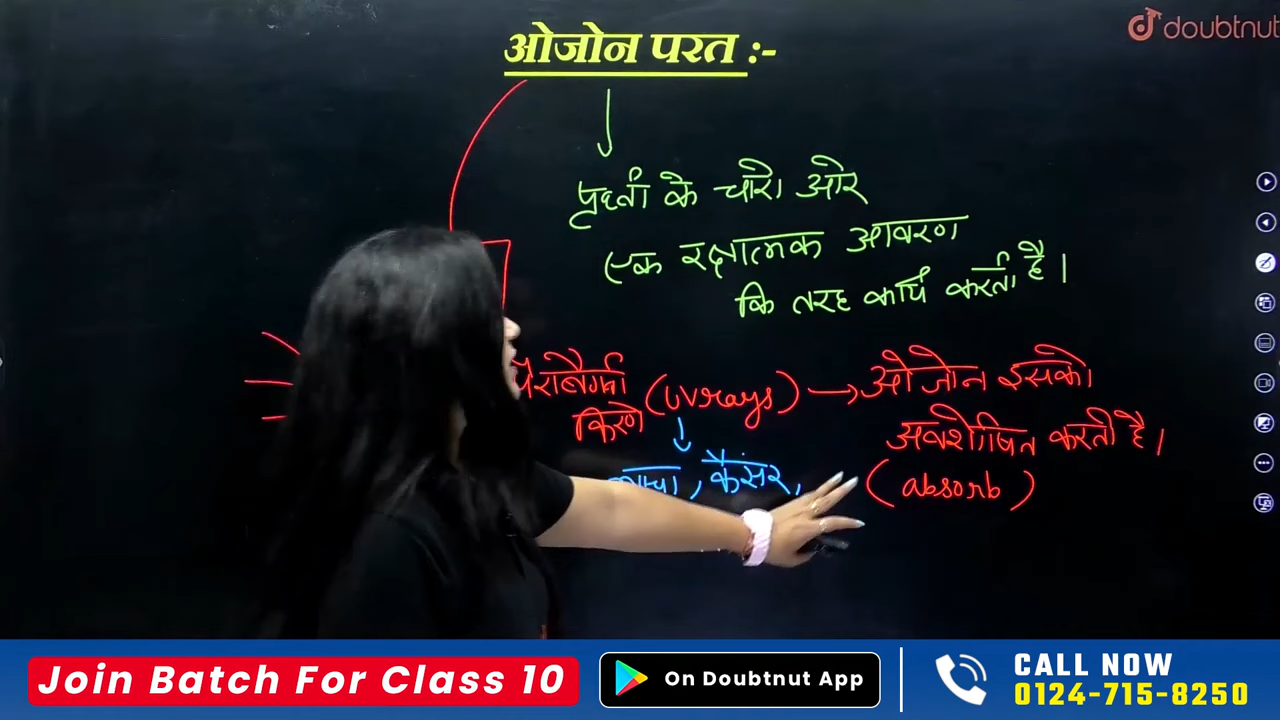 doubtnut
ओजोन परत :-
पृथ्वी के चारो ओर
एक रक्षात्मक आवरण
कि तरह कार्य करती है।
पैराबैगनी (UV rays) → ओजोन इसको
किरणे
अवशोषित करती है।
, कैंसर,
(absorb)
Join Batch For Class 10
On Doubtnut App
CALL NOW
0124-715-8250